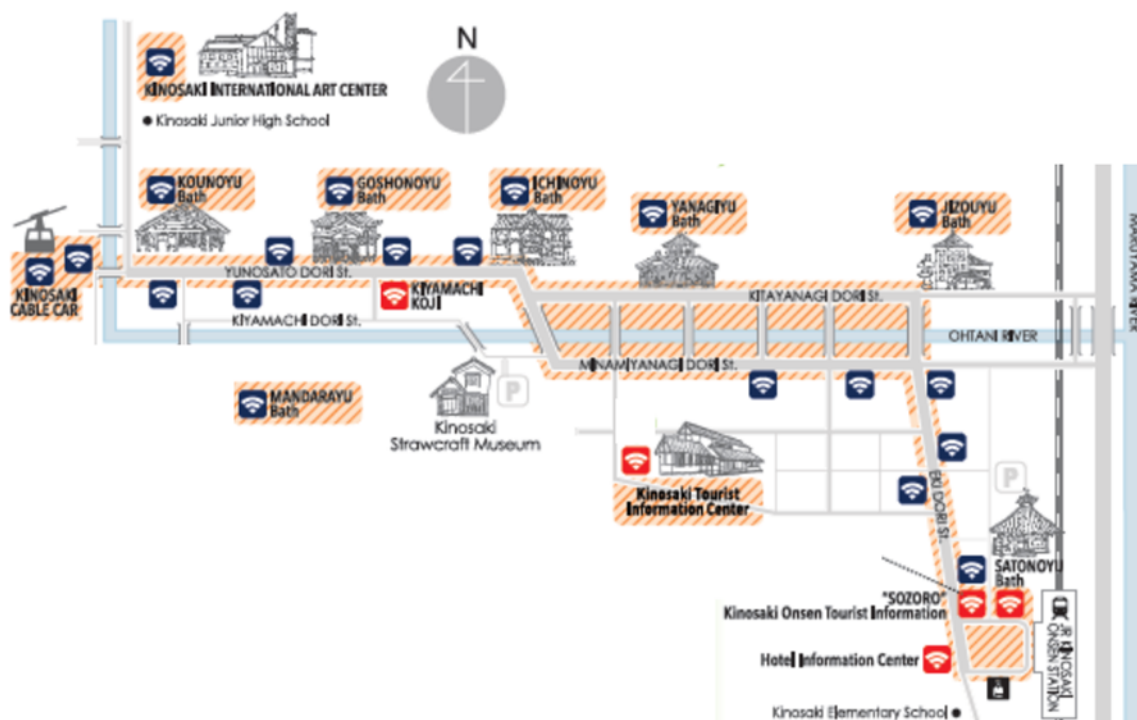 N
KINOSAKI INTERNATIONAL ART CENTER
Kinosaki Junior High School
KOUNOYU
Bath
GOSHONOYU
Bath
ICHINOYU
Bath
YANAGIYU
Bath
JIZOUYU
Bath
MARUYAMA RIVER
KINOSAKI
CABLE CAR
YUNOSATO DORI St.
KIYAMACHI
KOJI
KITAYANAGI DORI St.
KIYAMACHI DORI St.
OHTANI RIVER
MINAMIYANAGI DORI St.
MANDARAYU
Bath
P
Kinosaki
Strawcraft Museum
Kinosaki Tourist
Information Center
P
EKI DORI St.
SATONOYU
Bath
"SOZORO"
Kinosaki Onsen Tourist Information
JR KINOSAKI
ONSEN STATION
Hotel Information Center
Kinosaki Elementary School